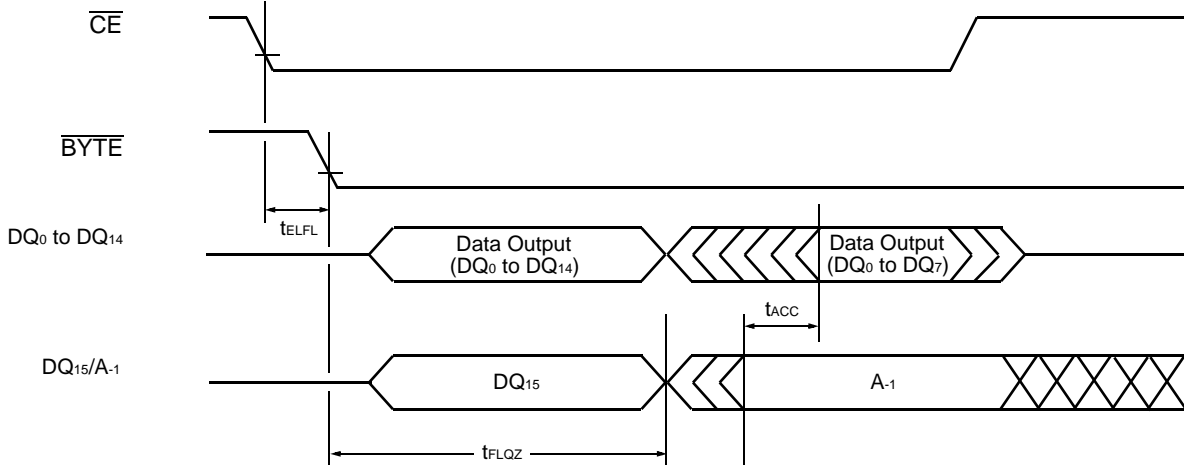 CE
BYTE
tELFL
DQ0 to DQ14
Data Output
(DQ0 to DQ14)
Data Output
(DQ0 to DQ7)
tACC
DQ15/A-1
DQ15
A-1
tFLQZ